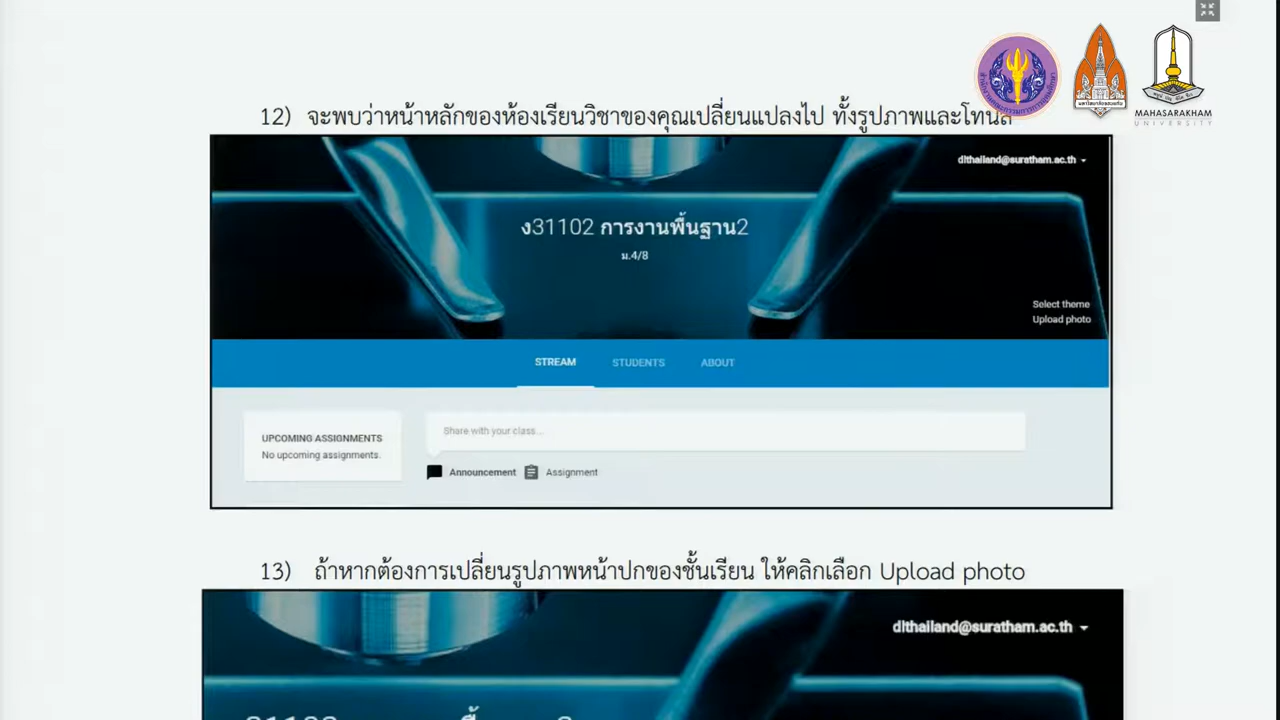 MAHASARAKHAM
UNIVERSITY
12) จะพบว่าหน้าหลักของห้องเรียนวิชาของคุณเปลี่ยนแปลงไป ทั้งรูปภาพและโทนสี
dlthailand@suratham.ac.th
ง31102 การงานพื้นฐาน2
ม.4/8
Select theme
Upload photo
STREAM STUDENTS ABOUT
UPCOMING ASSIGNMENTS
No upcoming assignments.
Share with your class...
Announcement Assignment
13) ถ้าหากต้องการเปลี่ยนรูปภาพหน้าปกของชั้นเรียน ให้คลิกเลือก Upload photo
dlthailand@suratham.ac.th